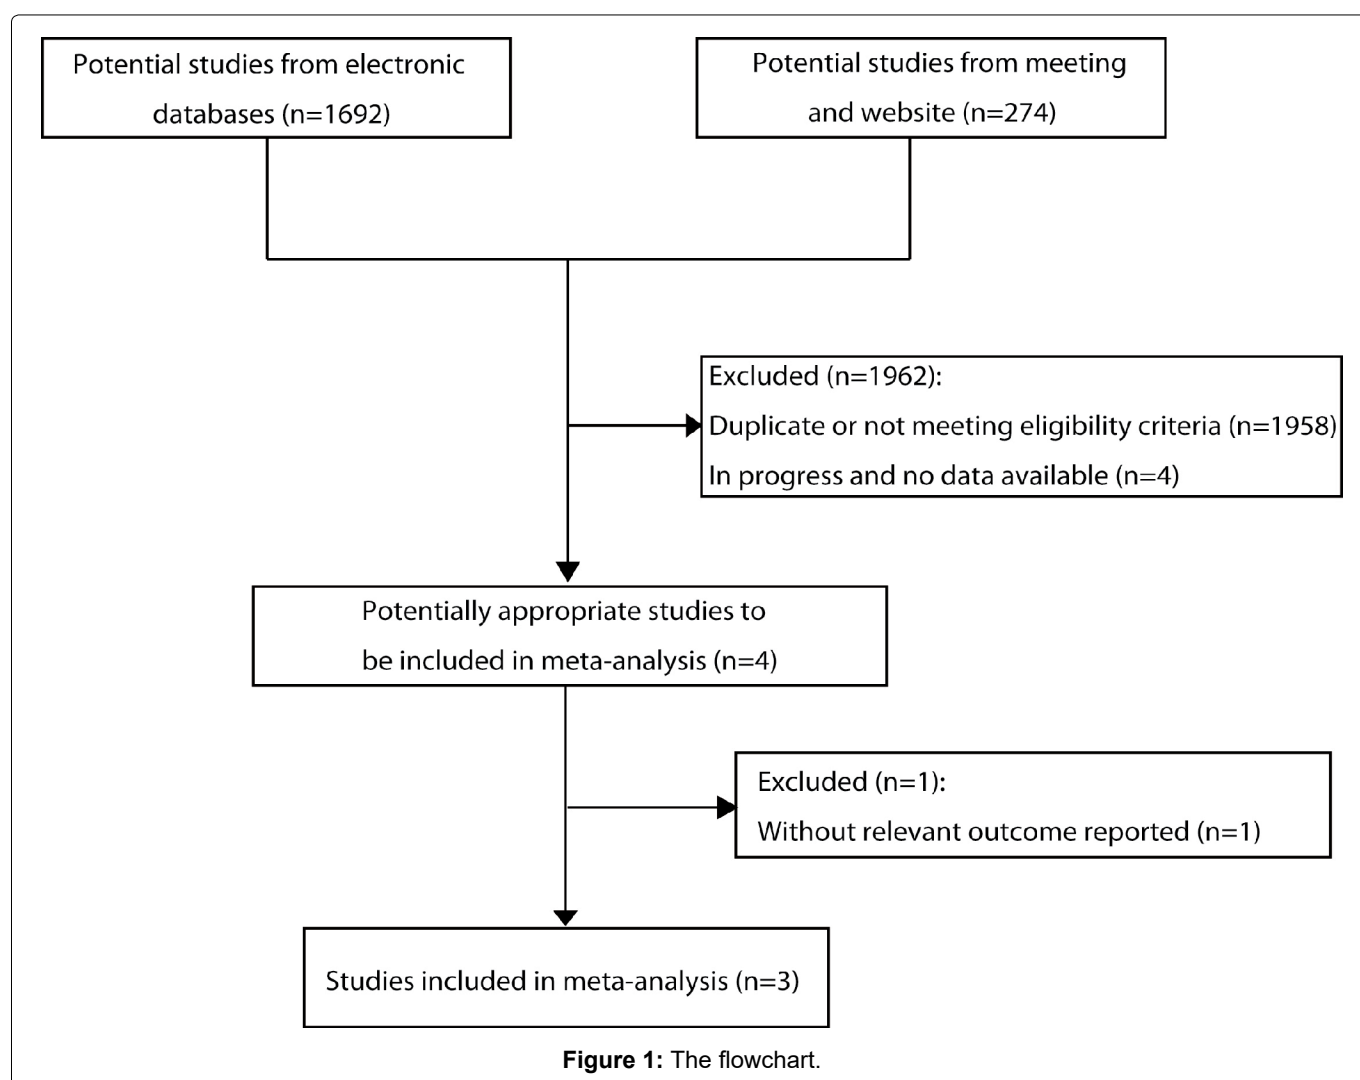 Potential studies from electronic
databases (n=1692)
Potential studies from meeting
and website (n=274)
Excluded (n=1962):
Duplicate or not meeting eligibility criteria (n=1958)
In progress and no data available (n=4)
Potentially appropriate studies to
be included in meta-analysis (n=4)
Excluded (n=1):
Without relevant outcome reported (n=1)
Studies included in meta-analysis (n=3)
Figure 1: The flowchart.